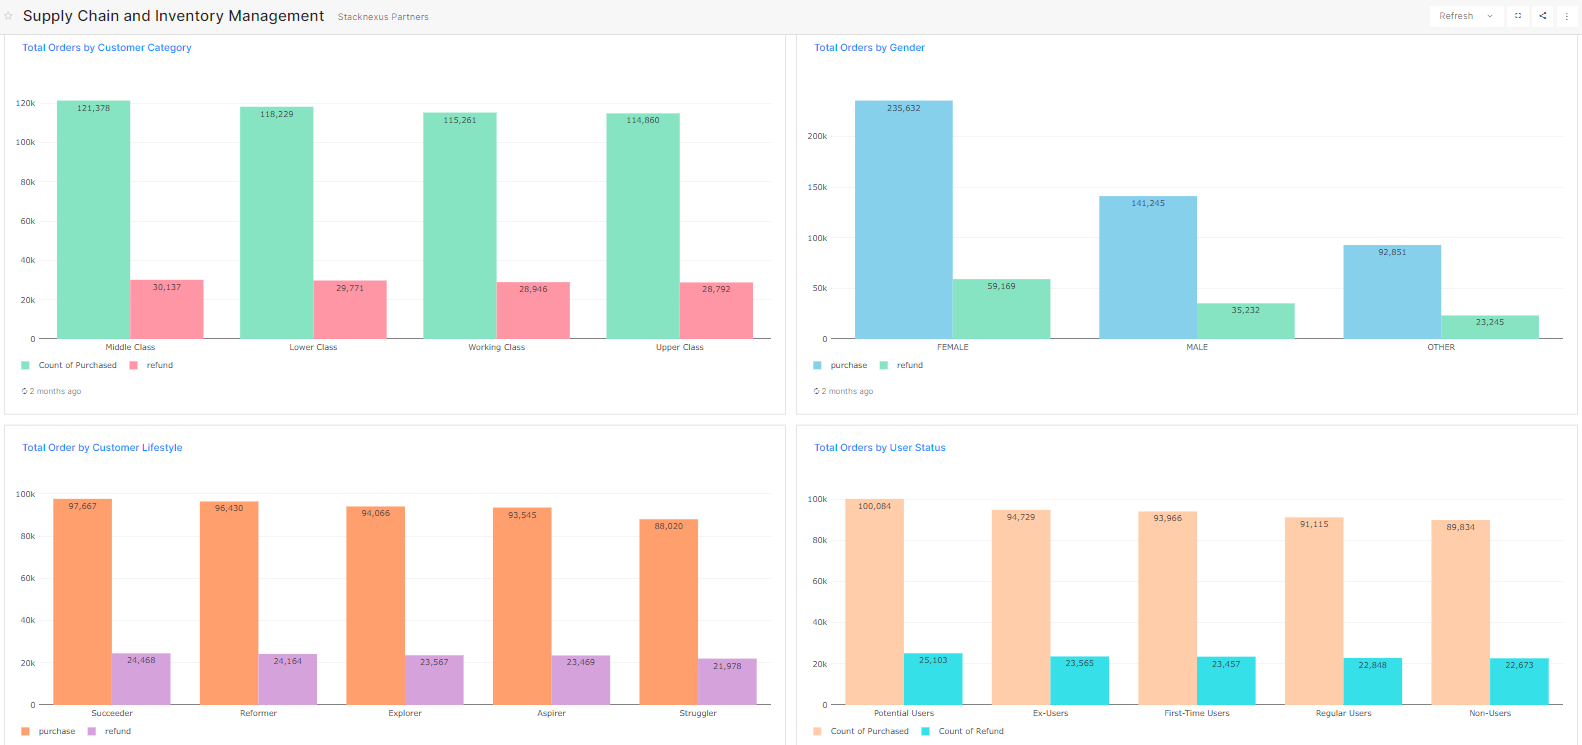 Supply Chain and Inventory Management Stacknexus Partners Refresh
Total Orders by Customer Category
120k
100k
80k
60k
40k
20k
0
121,378
30,137
118,229
29,771
115,261
28,946
114,860
28,792
Middle Class Lower Class Working Class Upper Class
Count of Purchased refund
2 months ago
Total Orders by Gender
200k
150k
100k
50k
0
235,632
59,169
141,245
35,232
92,851
23,245
FEMALE MALE OTHER
purchase refund
2 months ago
Total Order by Customer Lifestyle
100k
80k
60k
40k
20k
0
97,667
24,468
96,430
24,164
94,066
23,567
93,545
23,469
88,020
21,978
Succeeder Reformer Explorer Aspirer Struggler
purchase refund
Total Orders by User Status
100k
80k
60k
40k
20k
0
100,084
25,103
94,729
23,565
93,966
23,457
91,115
22,848
89,834
22,673
Potential Users Ex-Users First-Time Users Regular Users Non-Users
Count of Purchased Count of Refund